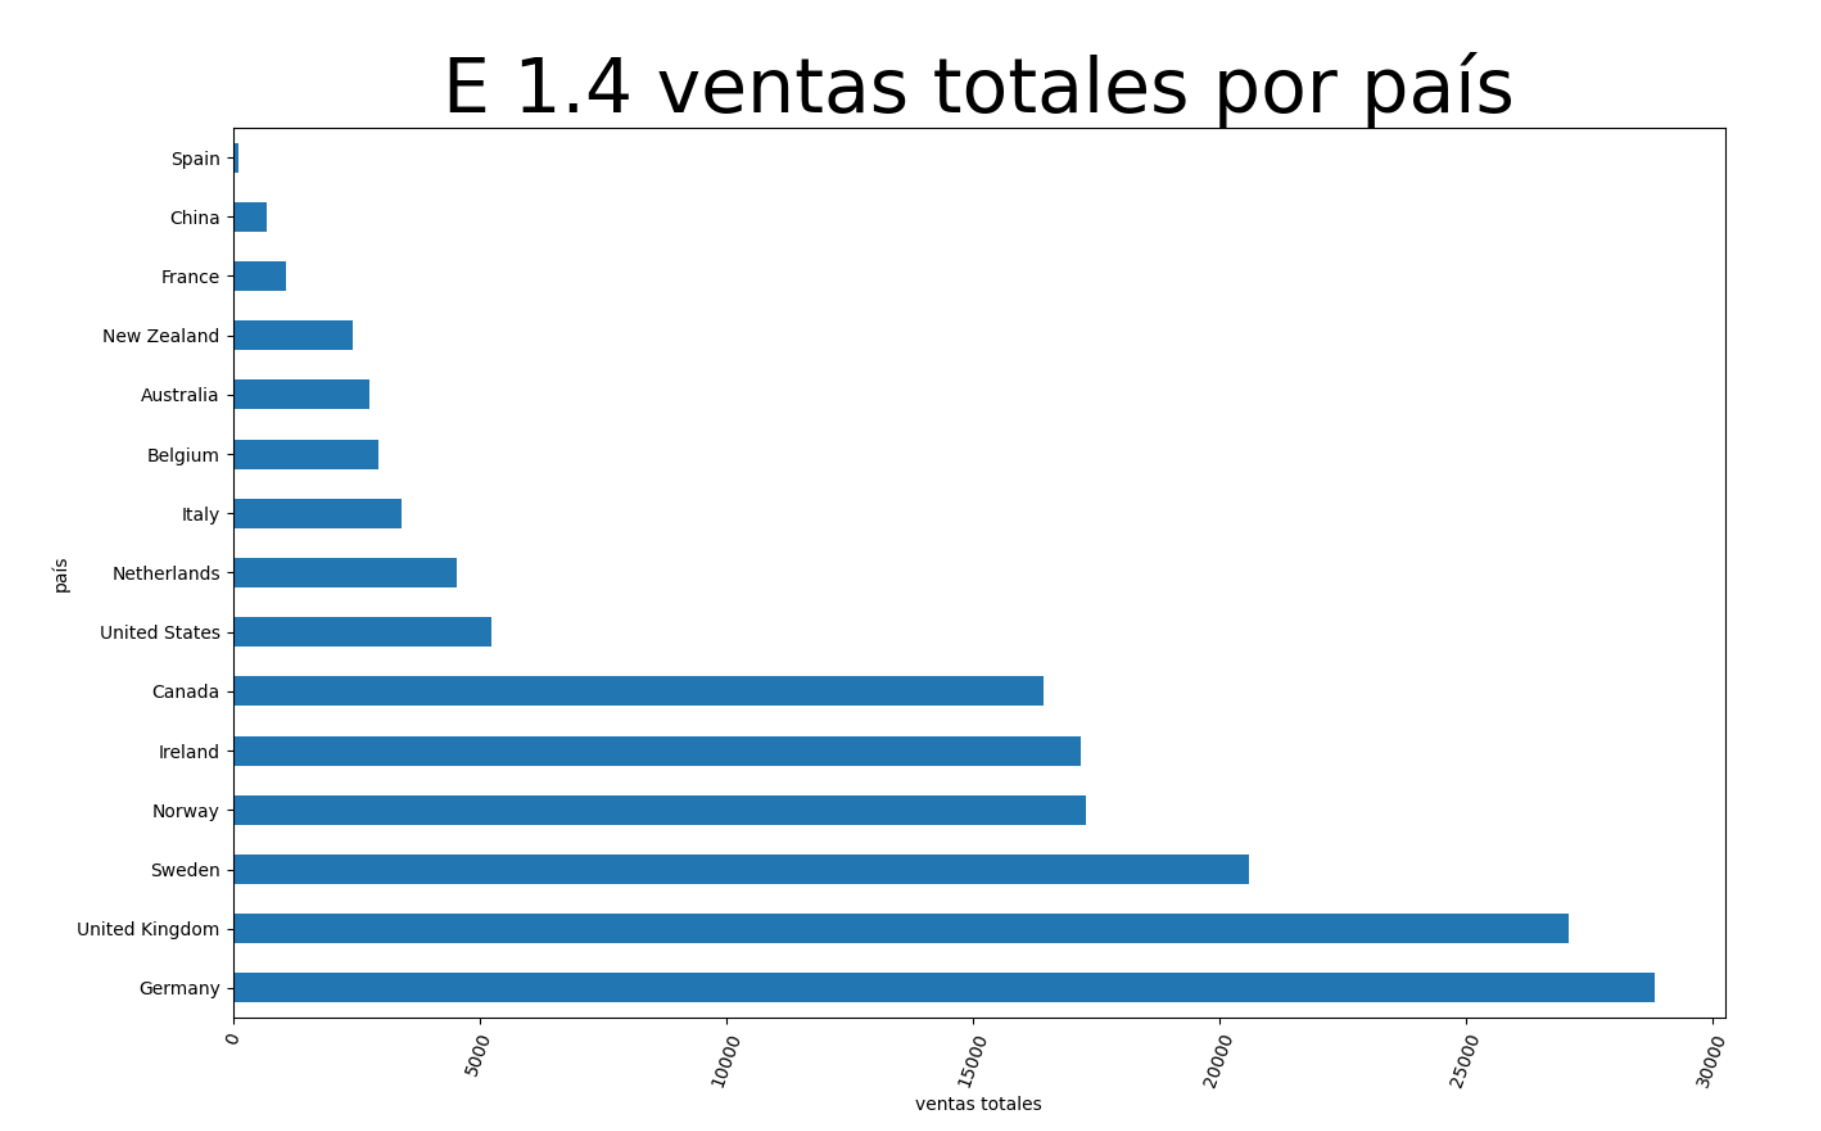 E 1.4 ventas totales por país
Spain
China
France
New Zealand
Australia
Belgium
Italy
Netherlands
United States
Canada
Ireland
Norway
Sweden
United Kingdom
Germany
país
0 5000 10000 15000 20000 25000 30000
ventas totales